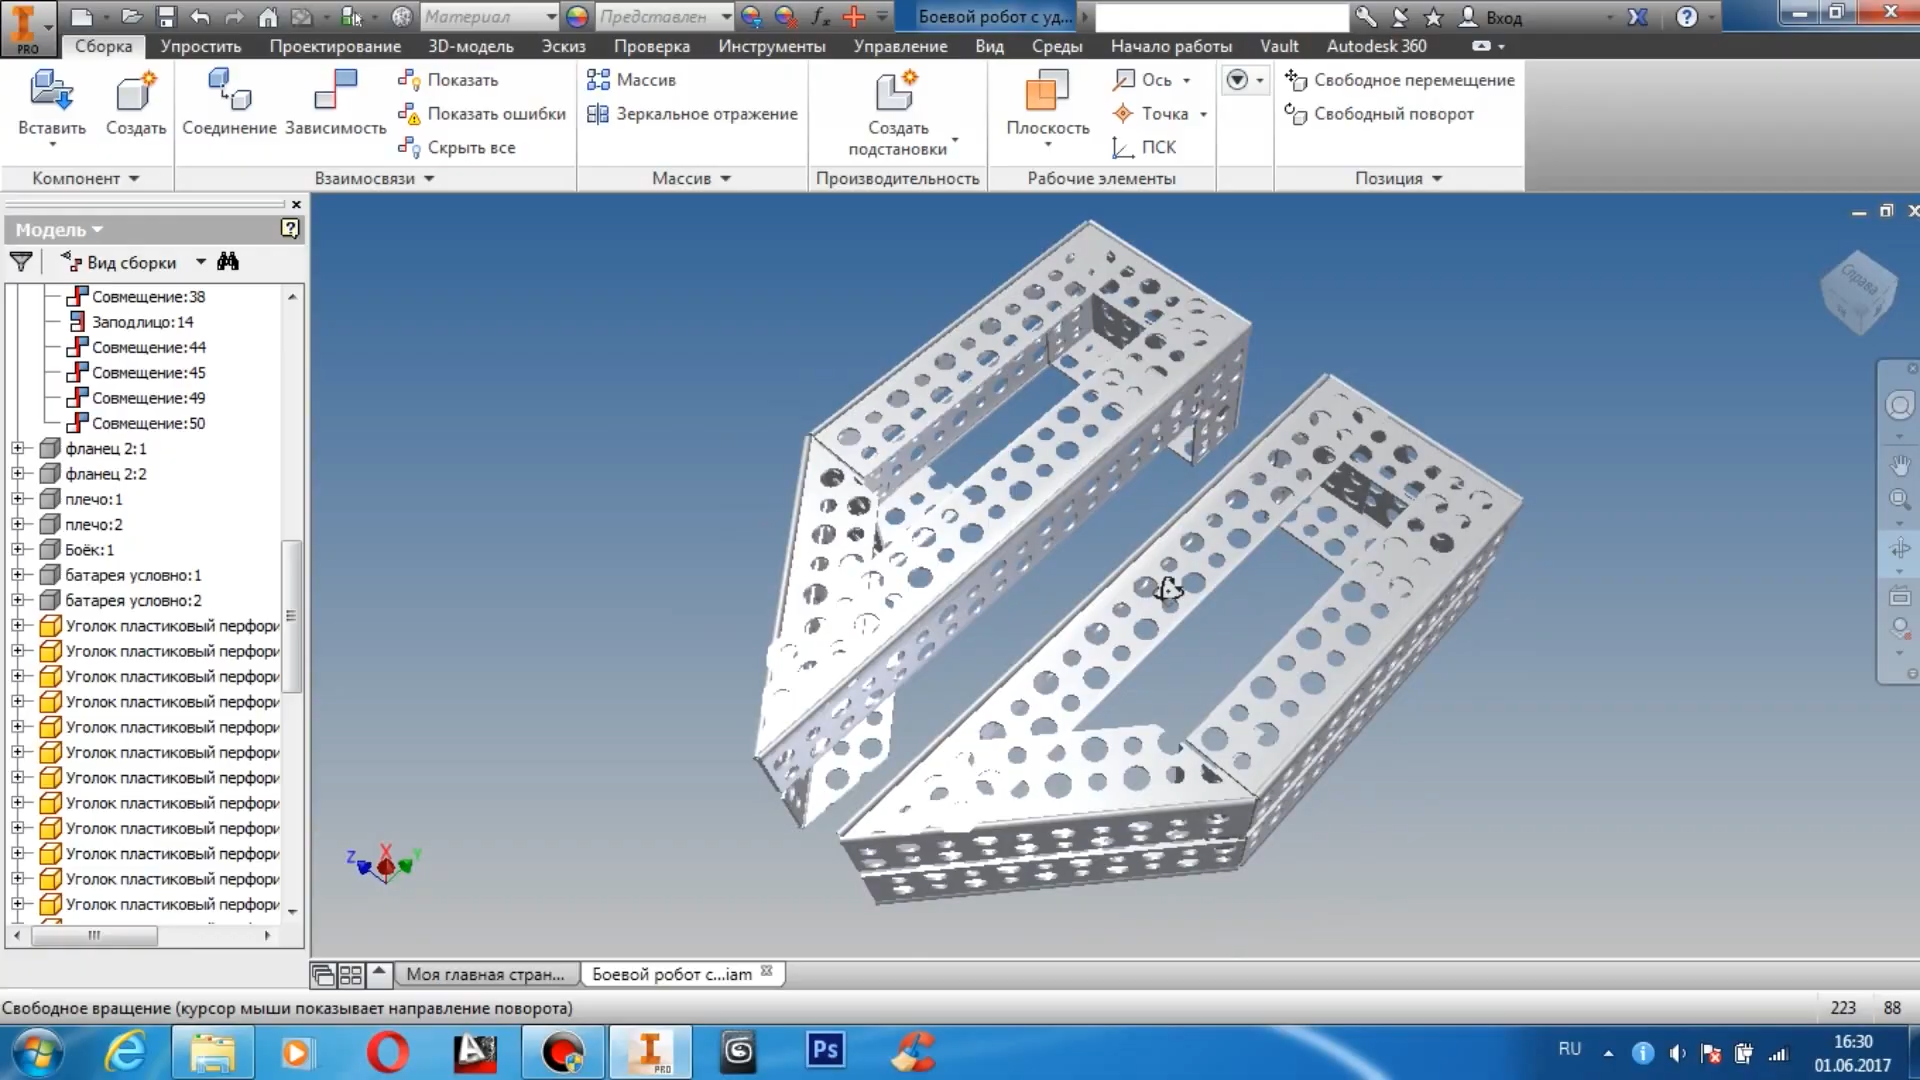 Материал
Представлен
Боевой робот с уд...
Вход
PRO
Сборка
Упростить
Проектирование
3D-модель
Эскиз
Проверка
Инструменты
Управление
Вид
Среды
Начало работы
Vault
Autodesk 360
Вставить
Создать
Соединение
Зависимость
Показать
Показать ошибки
Скрыть все
Массив
Зеркальное отражение
Создать
подстановки
Плоскость
Ось
Точка
ПСК
Свободное перемещение
Свободный поворот
Компонент
Взаимосвязи
Массив
Производительность
Рабочие элементы
Позиция
Модель
Вид сборки
Совмещение:38
Заподлицо:14
Совмещение:44
Совмещение:45
Совмещение:49
Совмещение:50
фланец 2:1
фланец 2:2
плечо:1
плечо:2
Боёк:1
батарея условно:1
батарея условно:2
Уголок пластиковый перфори
Уголок пластиковый перфори
Уголок пластиковый перфори
Уголок пластиковый перфори
Уголок пластиковый перфори
Уголок пластиковый перфори
Уголок пластиковый перфори
Уголок пластиковый перфори
Уголок пластиковый перфори
Уголок пластиковый перфори
Уголок пластиковый перфори
Уголок пластиковый перфори
Справа
Z
X
Y
Моя главная стран...
Боевой робот с...iam
Свободное вращение (курсор мыши показывает направление поворота)
223
88
PRO
Ps
RU
16:30
01.06.2017